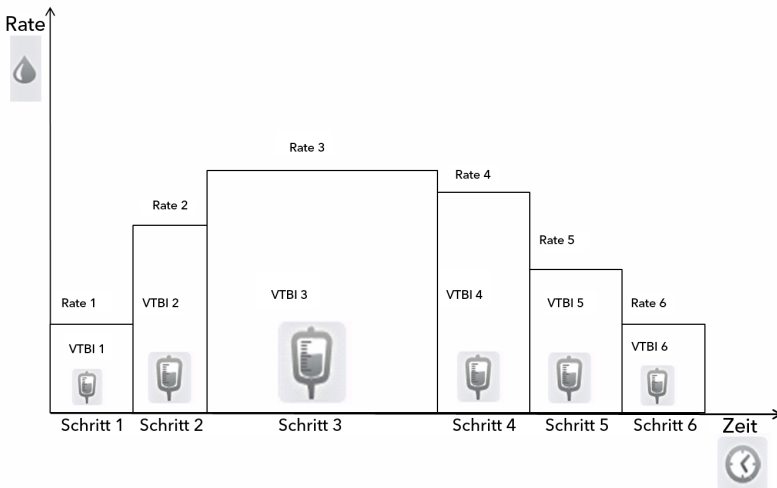 Rate
Rate 3
Rate 4
Rate 2
Rate 5
VTBI 3
VTBI 4
Rate 1
VTBI 2
VTBI 5
Rate 6
VTBI 1
VTBI 6
Schritt 1
Schritt 2
Schritt 3
Schritt 4
Schritt 5
Schritt 6
Zeit